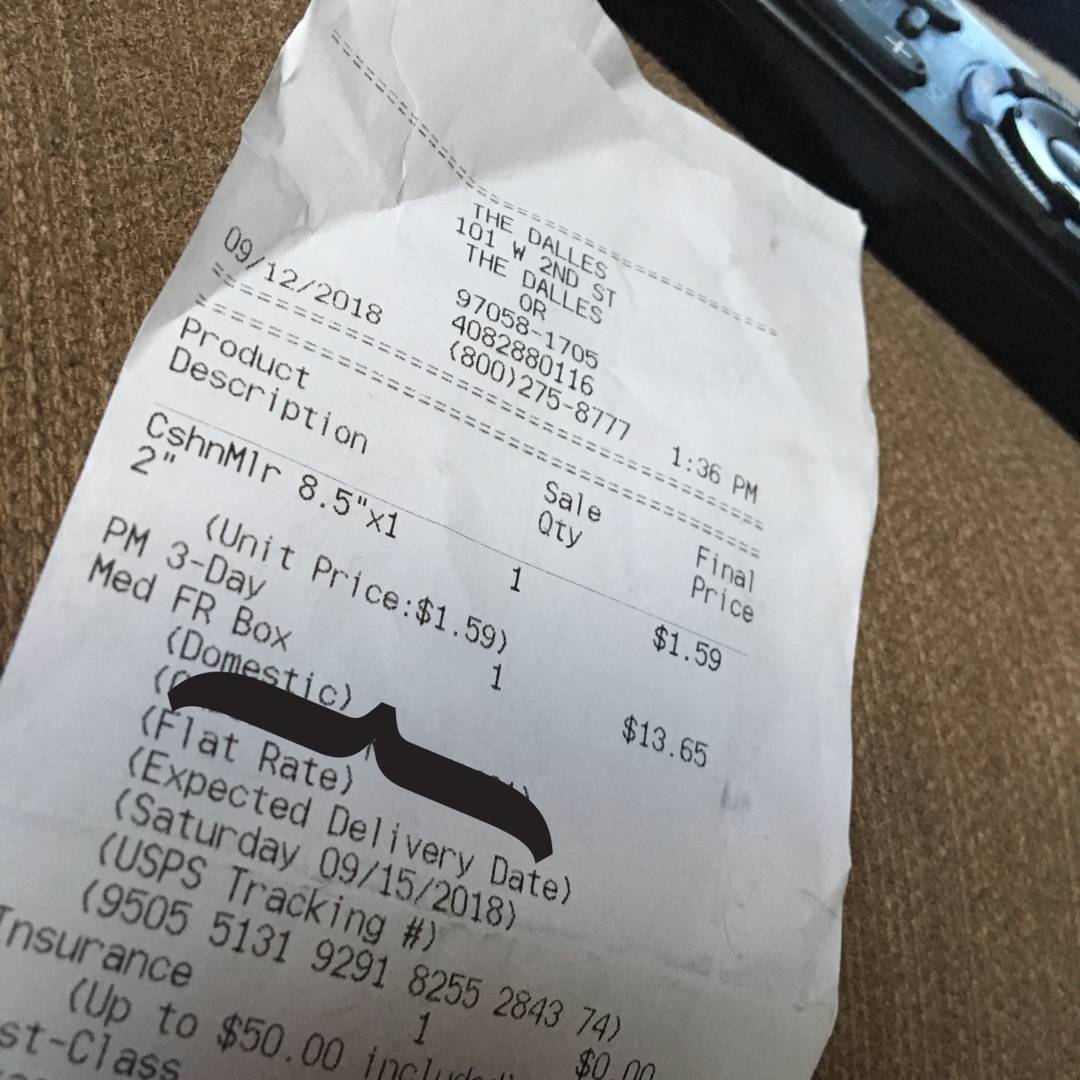 THE DALLES
101 W 2ND ST
THE DALLES
OR
97058-1705
4082880116
09/12/2018 (800)275-8777 1:36 PM
Product Sale Final
Description Qty Price
CshnMlr 8.5"x1 1 $1.59
2"
(Unit Price:$1.59)
PM 3-Day 1 $13.65
Med FR Box
(Domestic)
(Flat Rate)
(Expected Delivery Date)
(Saturday 09/15/2018)
(USPS Tracking #)
(9505 5131 9291 8255 2843 74)
Insurance 1 $0.00
(Up to $50.00 included)
st-Class